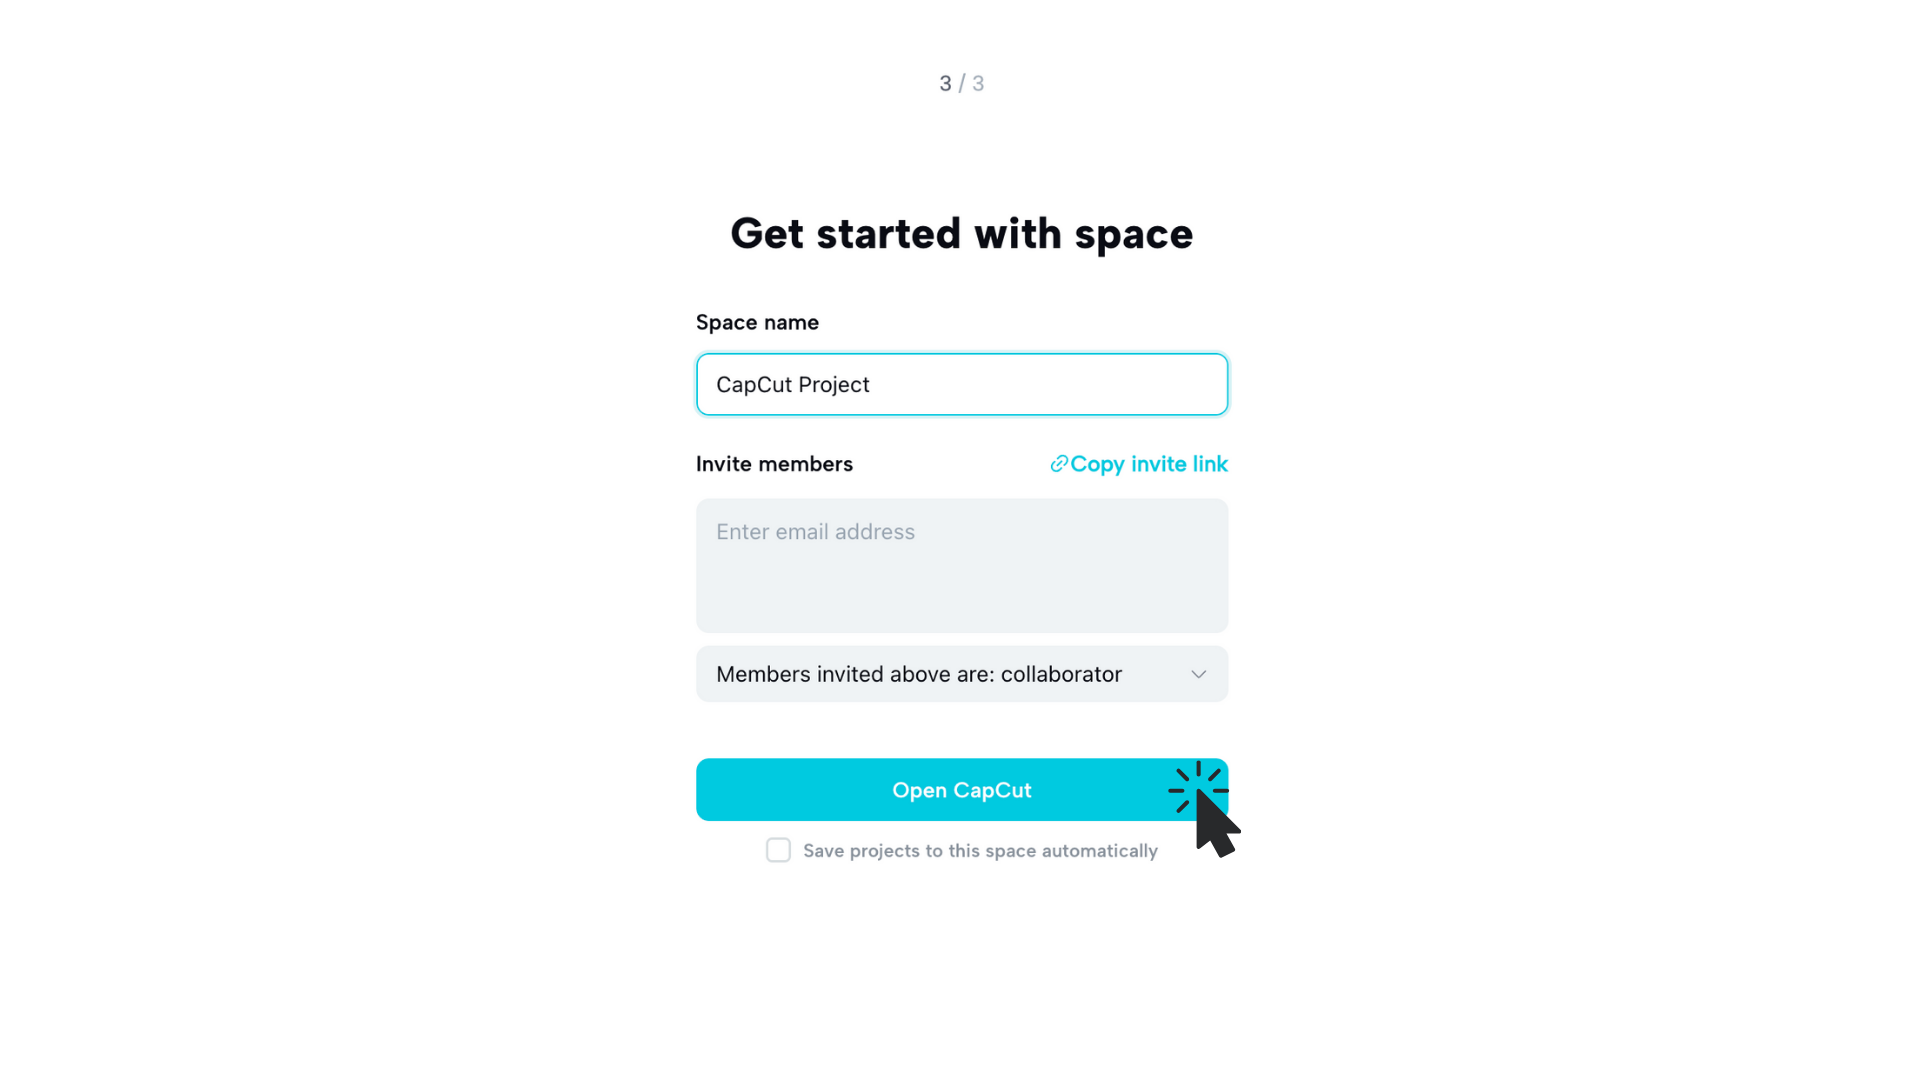 3 / 3
Get started with space
Space name
CapCut Project
Invite members
Copy invite link
Enter email address
Members invited above are: collaborator
Open CapCut
Save projects to this space automatically